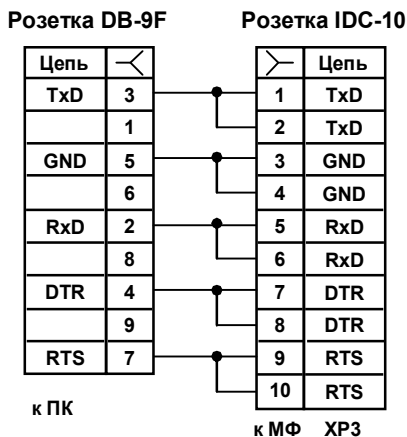 Розетка DB-9F Розетка IDC-10
Цепь Цепь
TxD 3 1 TxD
1 2 TxD
GND 5 3 GND
6 4 GND
RxD 2 5 RxD
8 6 RxD
DTR 4 7 DTR
9 8 DTR
RTS 7 9 RTS
10 RTS
к ПК
к МФ XP3